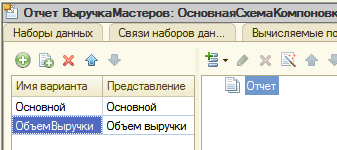 Отчет ВыручкаМастеров: ОсновнаяСхемаКомпоновк
Наборы данных Связи наборов дан... Вычисляемые по
Имя варианта Представление
Основной Основной
ОбъемВыручки Объем выручки
Отчет